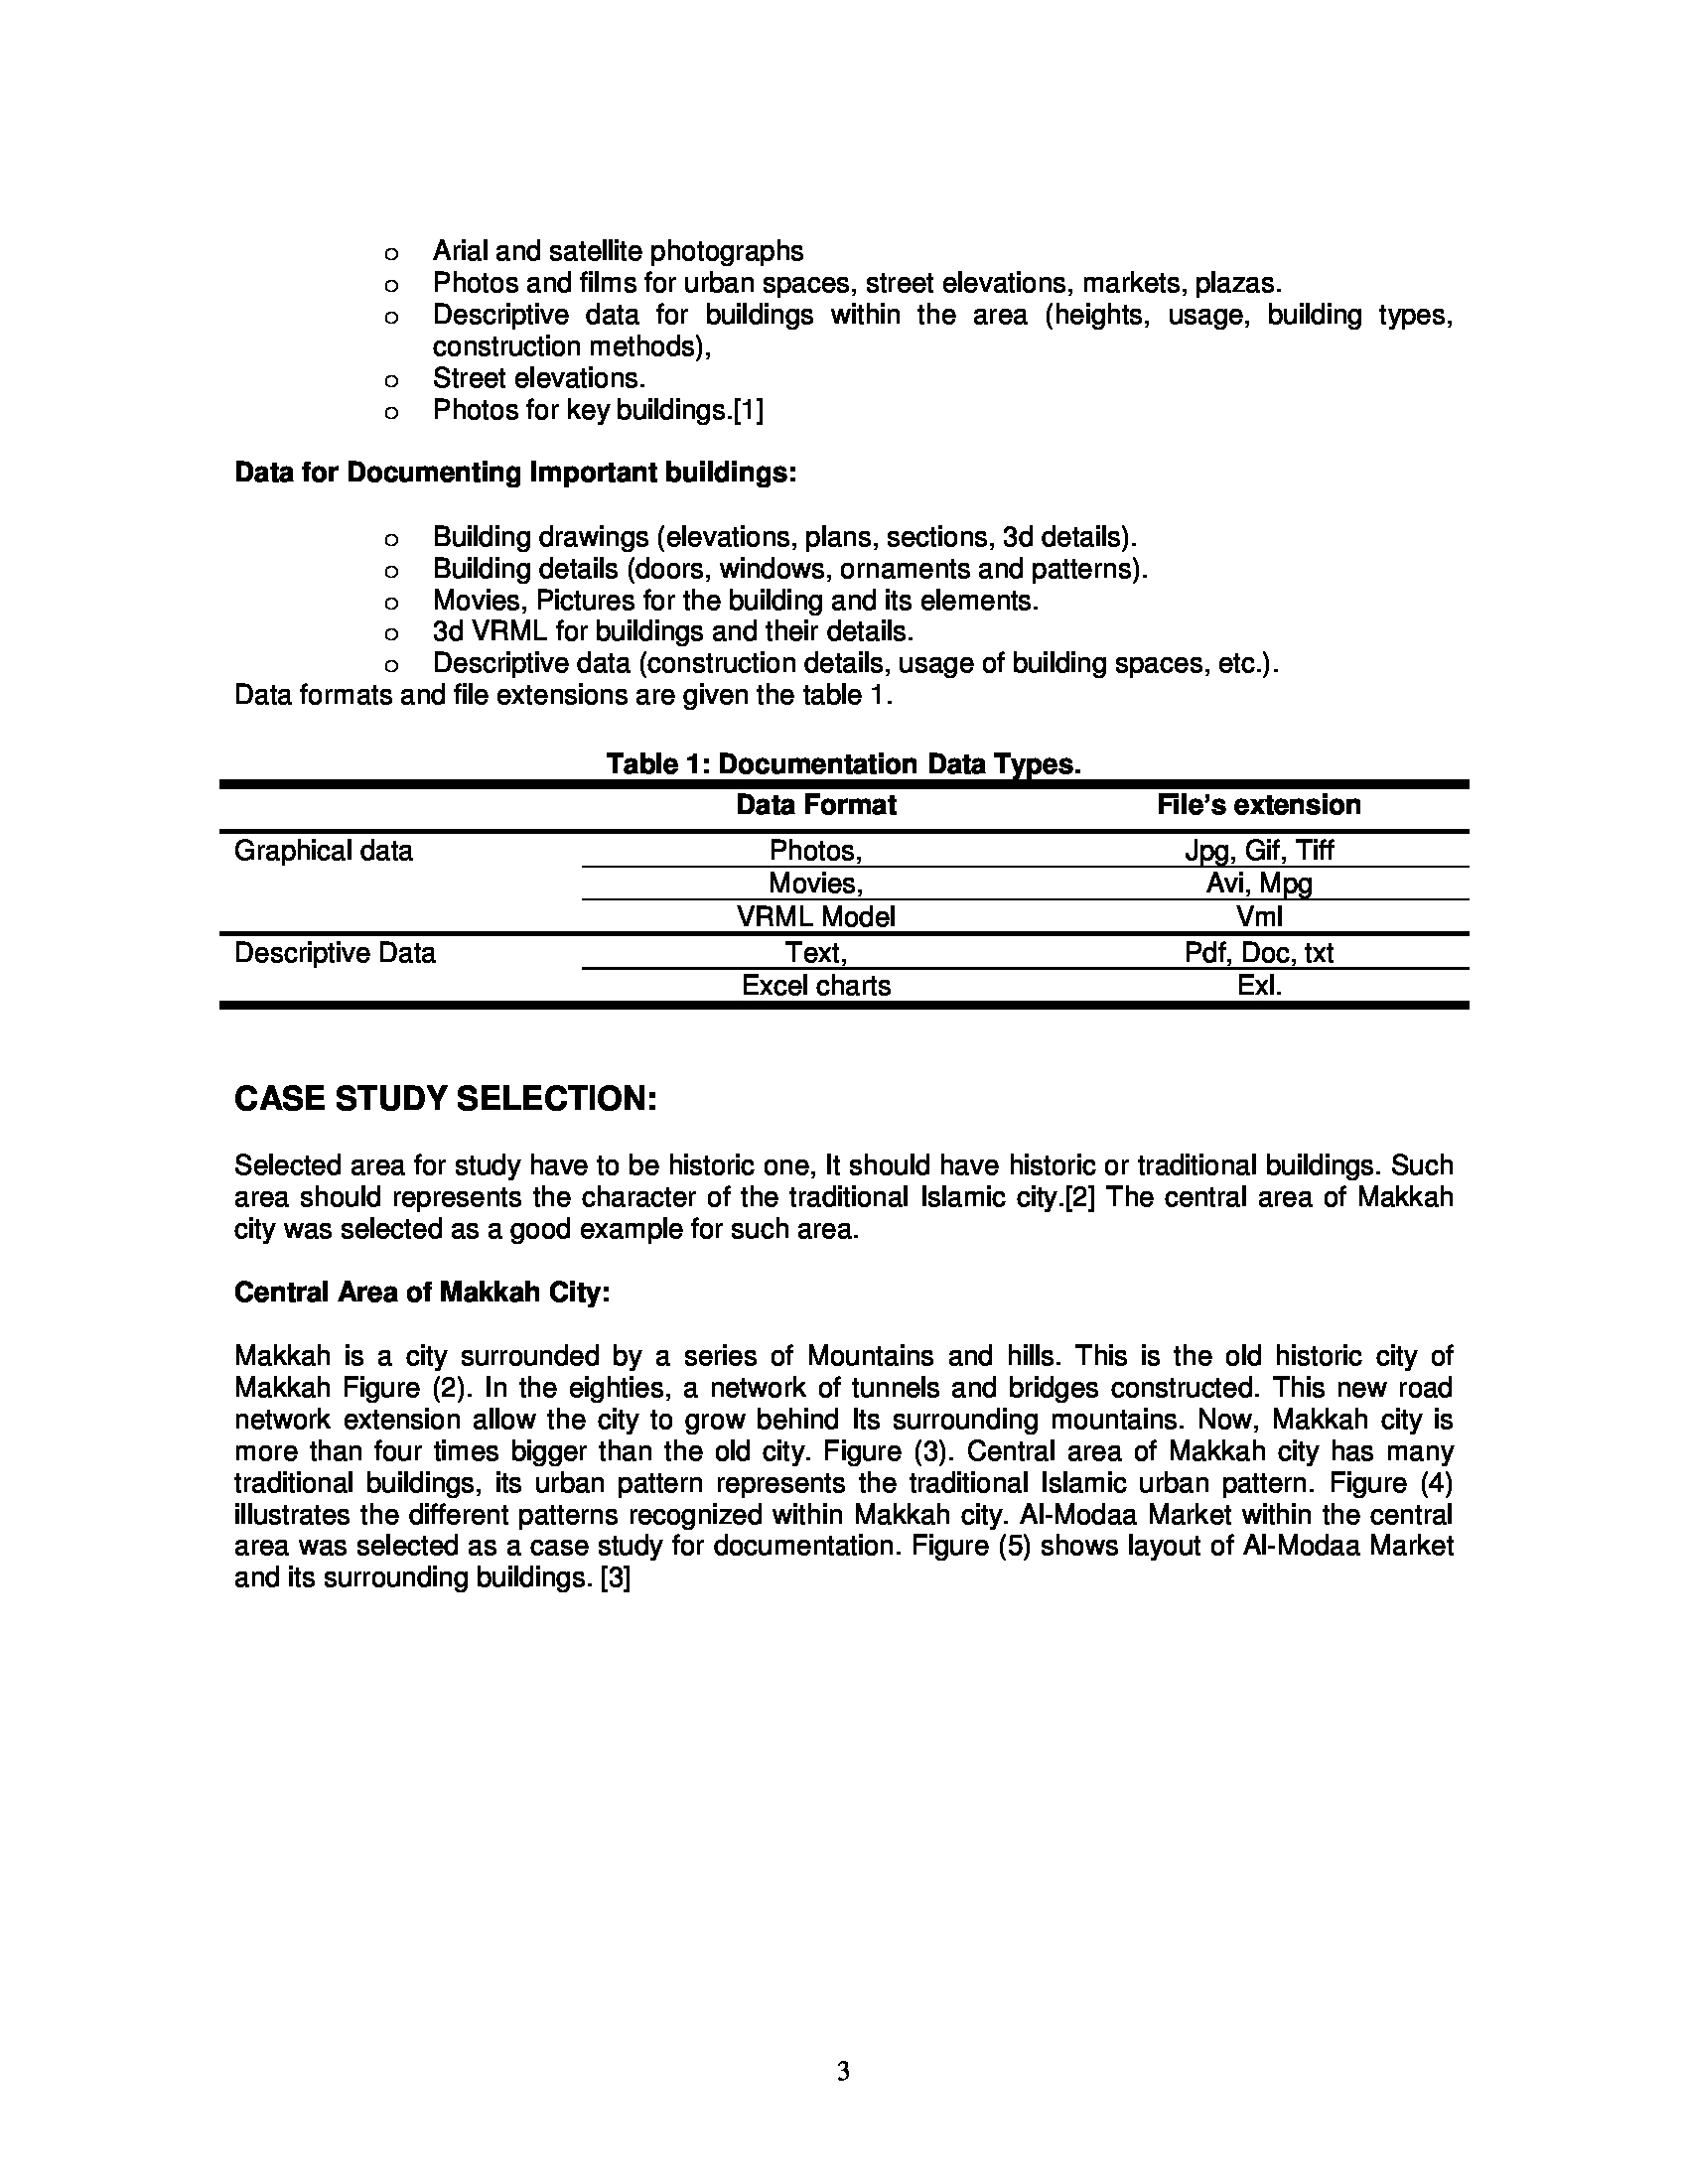 o Arial and satellite photographs
o Photos and films for urban spaces, street elevations, markets, plazas.
o Descriptive data for buildings within the area (heights, usage, building types,
construction methods),
o Street elevations.
o Photos for key buildings.[1]
Data for Documenting Important buildings:
o Building drawings (elevations, plans, sections, 3d details).
o Building details (doors, windows, ornaments and patterns).
o Movies, Pictures for the building and its elements.
o 3d VRML for buildings and their details.
o Descriptive data (construction details, usage of building spaces, etc.).
Data formats and file extensions are given the table 1.
Table 1: Documentation Data Types.
Data Format File’s extension
Graphical data Photos, Jpg, Gif, Tiff
Movies, Avi, Mpg
VRML Model Vml
Descriptive Data Text, Pdf, Doc, txt
Excel charts Exl.
CASE STUDY SELECTION:
Selected area for study have to be historic one, It should have historic or traditional buildings. Such
area should represents the character of the traditional Islamic city.[2] The central area of Makkah
city was selected as a good example for such area.
Central Area of Makkah City:
Makkah is a city surrounded by a series of Mountains and hills. This is the old historic city of
Makkah Figure (2). In the eighties, a network of tunnels and bridges constructed. This new road
network extension allow the city to grow behind Its surrounding mountains. Now, Makkah city is
more than four times bigger than the old city. Figure (3). Central area of Makkah city has many
traditional buildings, its urban pattern represents the traditional Islamic urban pattern. Figure (4)
illustrates the different patterns recognized within Makkah city. Al-Modaa Market within the central
area was selected as a case study for documentation. Figure (5) shows layout of Al-Modaa Market
and its surrounding buildings. [3]
3